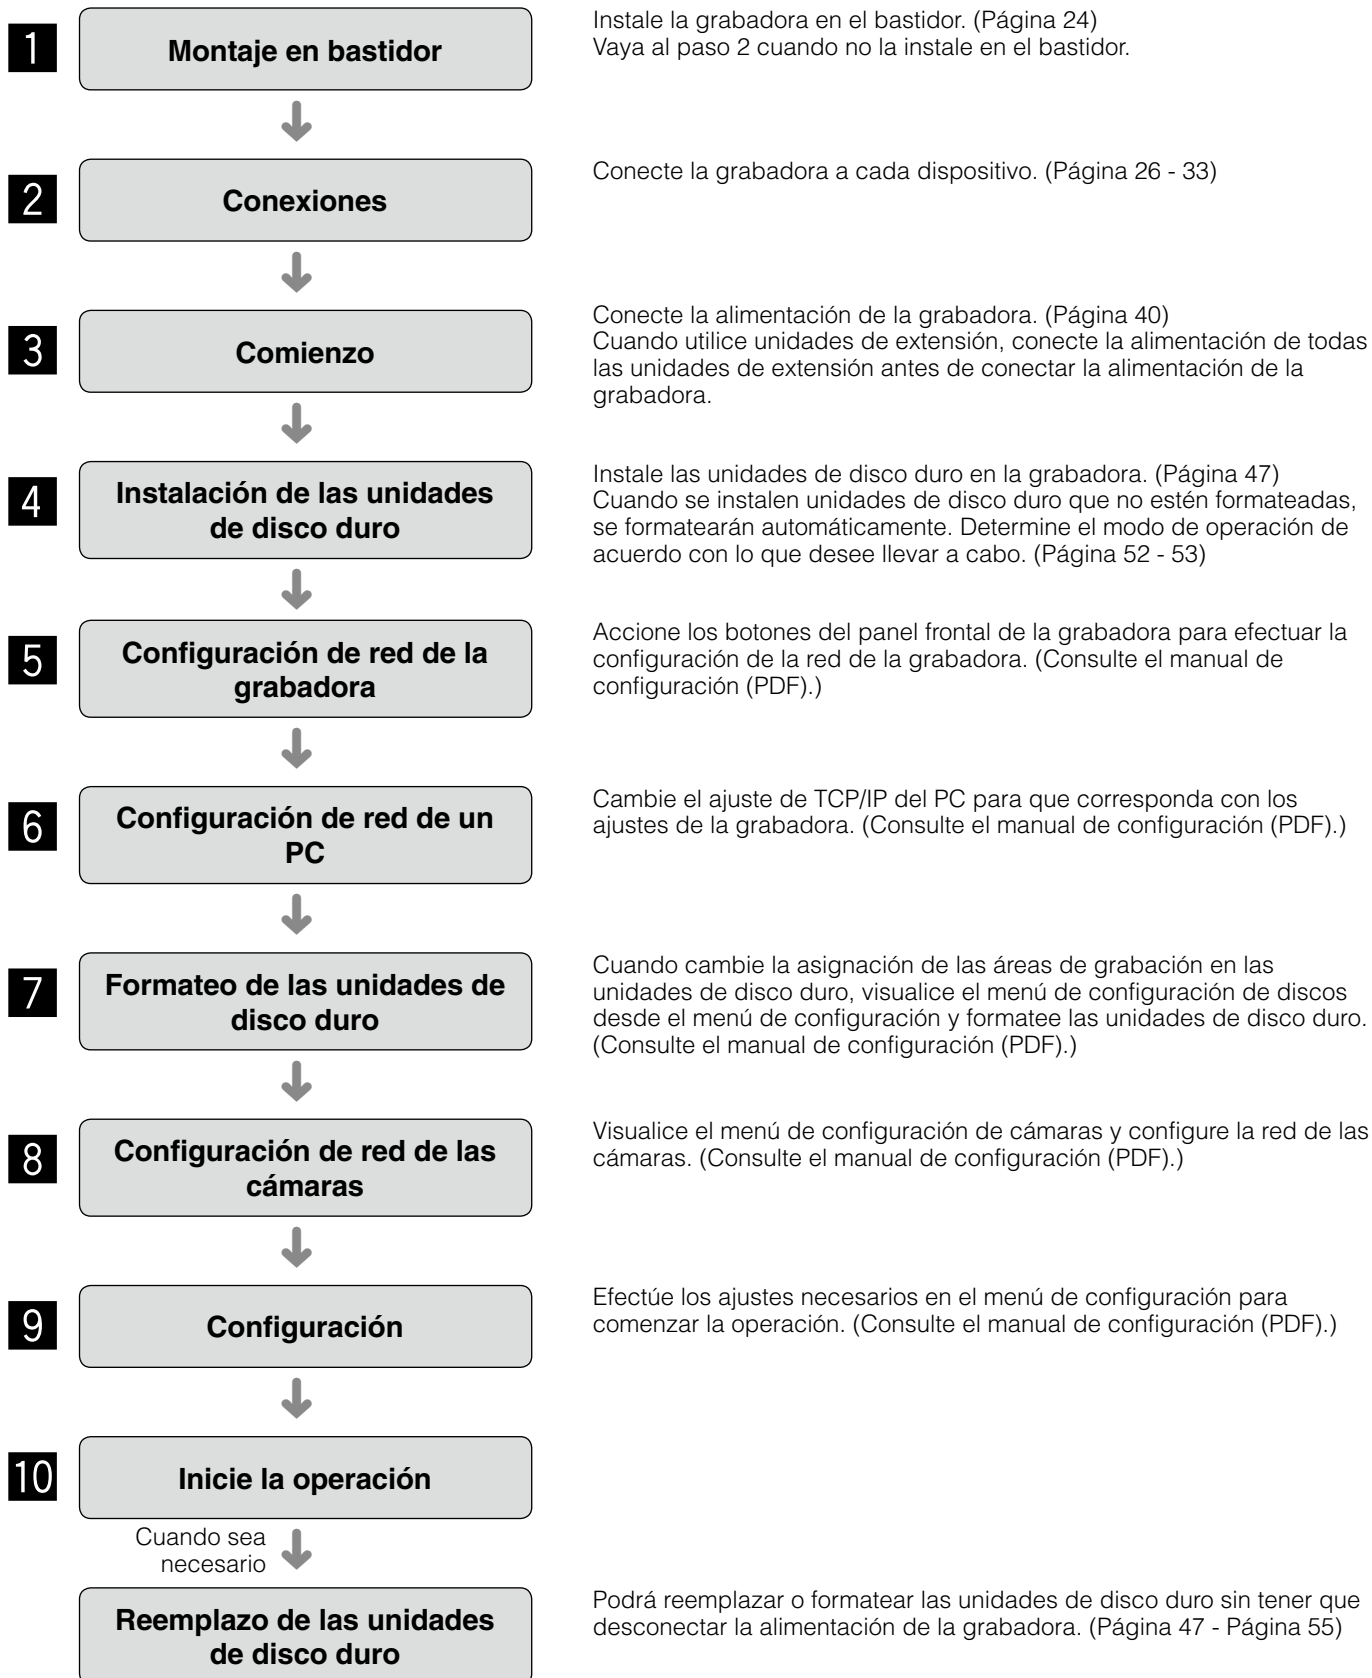 1
Montaje en bastidor
Instale la grabadora en el bastidor. (Página 24)
Vaya al paso 2 cuando no la instale en el bastidor.
2
Conexiones
Conecte la grabadora a cada dispositivo. (Página 26 - 33)
3
Comienzo
Conecte la alimentación de la grabadora. (Página 40)
Cuando utilice unidades de extensión, conecte la alimentación de todas
las unidades de extensión antes de conectar la alimentación de la
grabadora.
4
Instalación de las unidades
de disco duro
Instale las unidades de disco duro en la grabadora. (Página 47)
Cuando se instalen unidades de disco duro que no estén formateadas,
se formatearán automáticamente. Determine el modo de operación de
acuerdo con lo que desee llevar a cabo. (Página 52 - 53)
5
Configuración de red de la
grabadora
Accione los botones del panel frontal de la grabadora para efectuar la
configuración de la red de la grabadora. (Consulte el manual de
configuración (PDF).)
6
Configuración de red de un
PC
Cambie el ajuste de TCP/IP del PC para que corresponda con los
ajustes de la grabadora. (Consulte el manual de configuración (PDF).)
7
Formateo de las unidades de
disco duro
Cuando cambie la asignación de las áreas de grabación en las
unidades de disco duro, visualice el menú de configuración de discos
desde el menú de configuración y formatee las unidades de disco duro.
(Consulte el manual de configuración (PDF).)
8
Configuración de red de las
cámaras
Visualice el menú de configuración de cámaras y configure la red de las
cámaras. (Consulte el manual de configuración (PDF).)
9
Configuración
Efectúe los ajustes necesarios en el menú de configuración para
comenzar la operación. (Consulte el manual de configuración (PDF).)
10
Inicie la operación
Cuando sea
necesario
Reemplazo de las unidades
de disco duro
Podrá reemplazar o formatear las unidades de disco duro sin tener que
desconectar la alimentación de la grabadora. (Página 47 - Página 55)